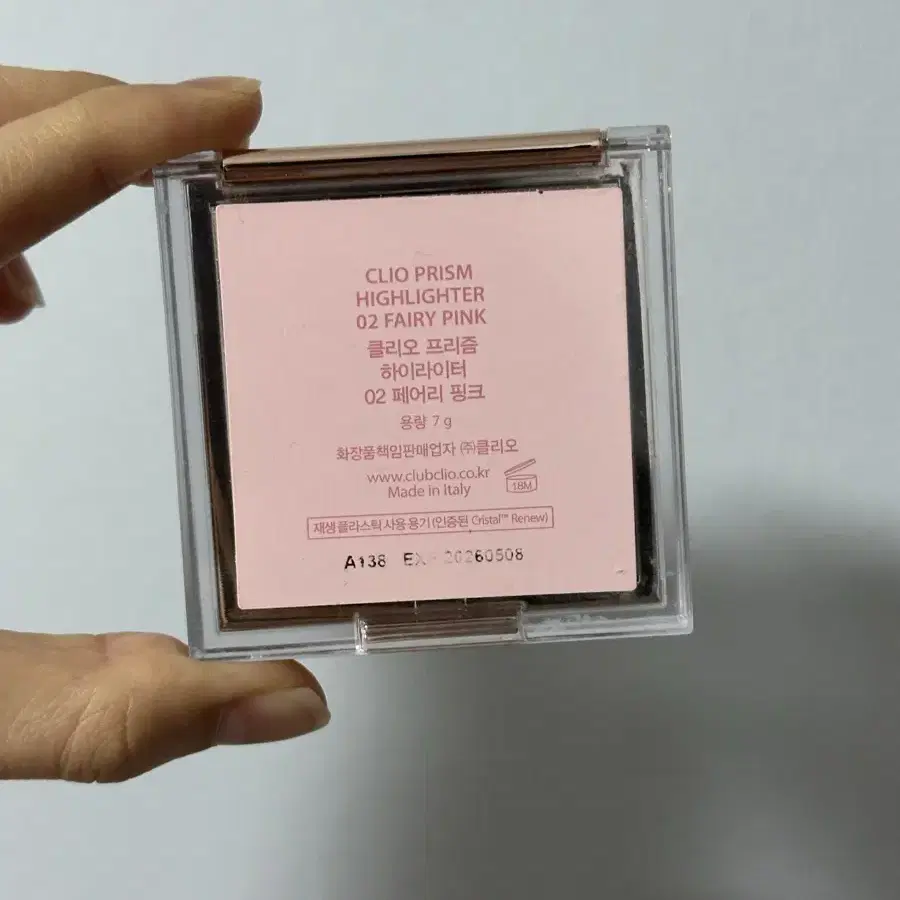 CLIO PRISM
HIGHLIGHTER
02 FAIRY PINK
클리오 프리즘
하이라이터
02 페어리 핑크
용량 7 g
화장품책임판매업자 ㈜클리오
www.clubclio.co.kr
Made in Italy
18M
재생플라스틱 사용 용기 (인증된 Cristal™ Renew)
A138 EXP 20260508